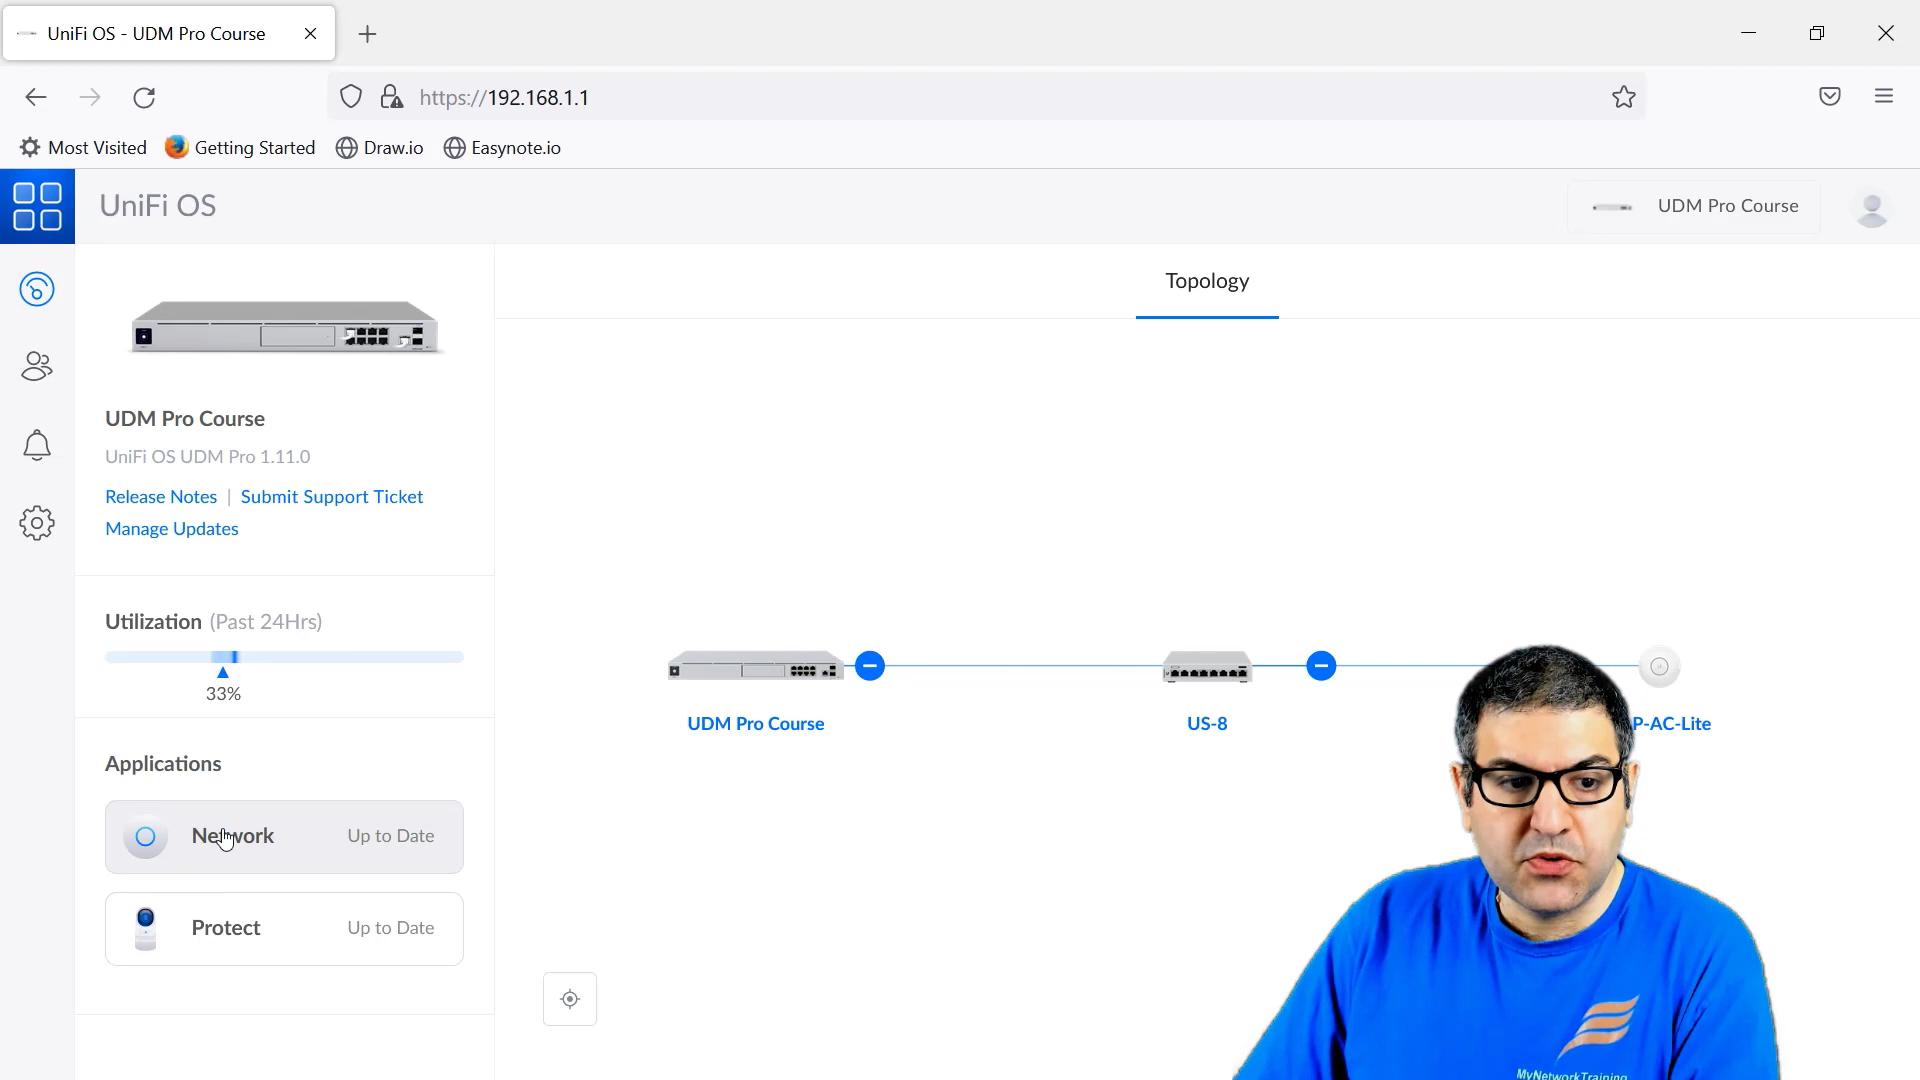 UniFi OS - UDM Pro Course
https://192.168.1.1
Most Visited
Getting Started
Draw.io
Easynote.io
UniFi OS
UDM Pro Course
Topology
UDM Pro Course
UniFi OS UDM Pro 1.11.0
Release Notes | Submit Support Ticket
Manage Updates
Utilization (Past 24Hrs)
33%
UDM Pro Course
US-8
P-AC-Lite
Applications
Network Up to Date
Protect Up to Date
MyNetworkTraining